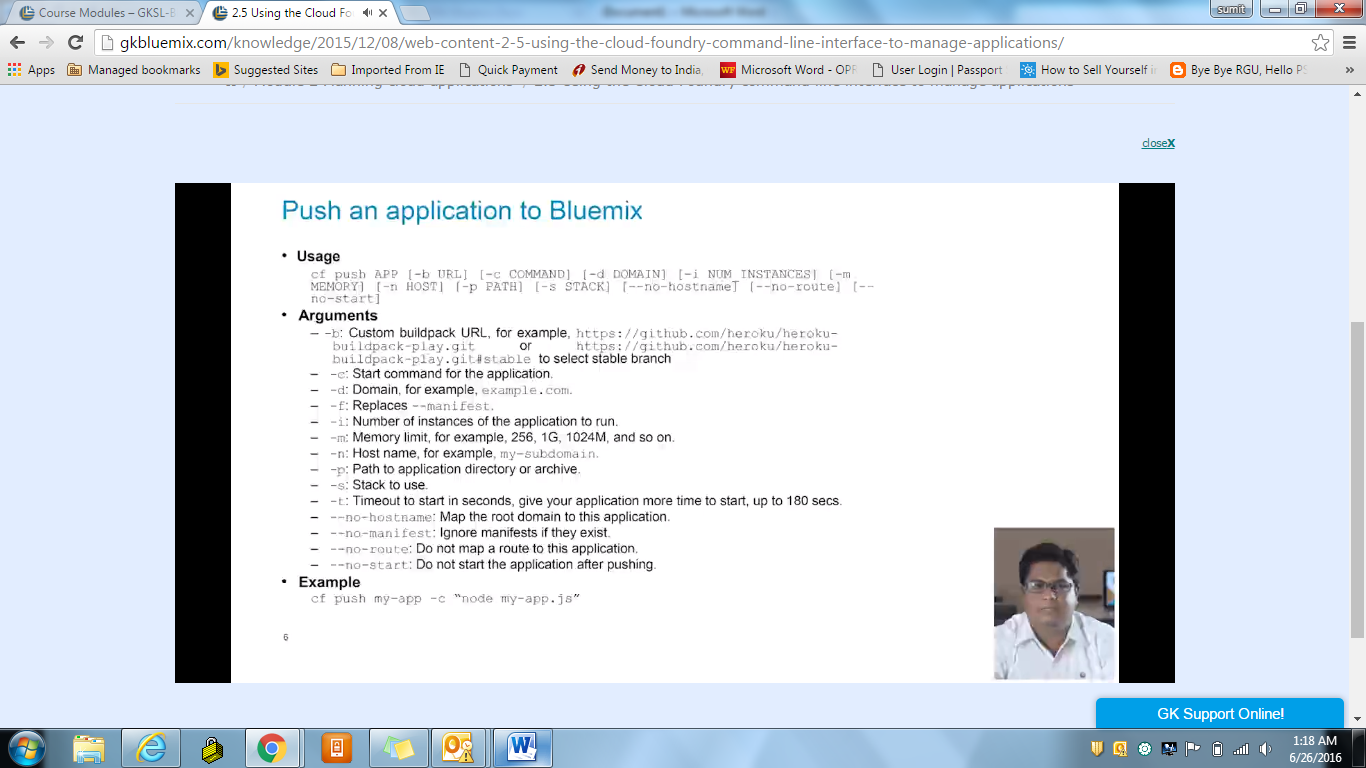 Course Modules – GKSL-B
2.5 Using the Cloud Fo
sumit
gkbluemix.com/knowledge/2015/12/08/web-content-2-5-using-the-cloud-foundry-command-line-interface-to-manage-applications/
Apps Managed bookmarks Suggested Sites Imported From IE Quick Payment Send Money to India, Microsoft Word - OPR User Login | Passport How to Sell Yourself i Bye Bye RGU, Hello PS »
closeX
Push an application to Bluemix
• Usage
cf push APP [-b URL] [-c COMMAND] [-d DOMAIN] [-i NUM_INSTANCES] [-m
MEMORY] [-n HOST] [-p PATH] [-s STACK] [--no-hostname] [--no-route] [--
no-start]
• Arguments
– -b: Custom buildpack URL, for example, https://github.com/heroku/heroku-
buildpack-play.git or https://github.com/heroku/heroku-
buildpack-play.git#stable to select stable branch
– -c: Start command for the application.
– -d: Domain, for example, example.com.
– -f: Replaces --manifest.
– -i: Number of instances of the application to run.
– -m: Memory limit, for example, 256, 1G, 1024M, and so on.
– -n: Host name, for example, my-subdomain.
– -p: Path to application directory or archive.
– -s: Stack to use.
– -t: Timeout to start in seconds, give your application more time to start, up to 180 secs.
– --no-hostname: Map the root domain to this application.
– --no-manifest: Ignore manifests if they exist.
– --no-route: Do not map a route to this application.
– --no-start: Do not start the application after pushing.
• Example
cf push my-app -c “node my-app.js”
6
GK Support Online!
1:18 AM
6/26/2016